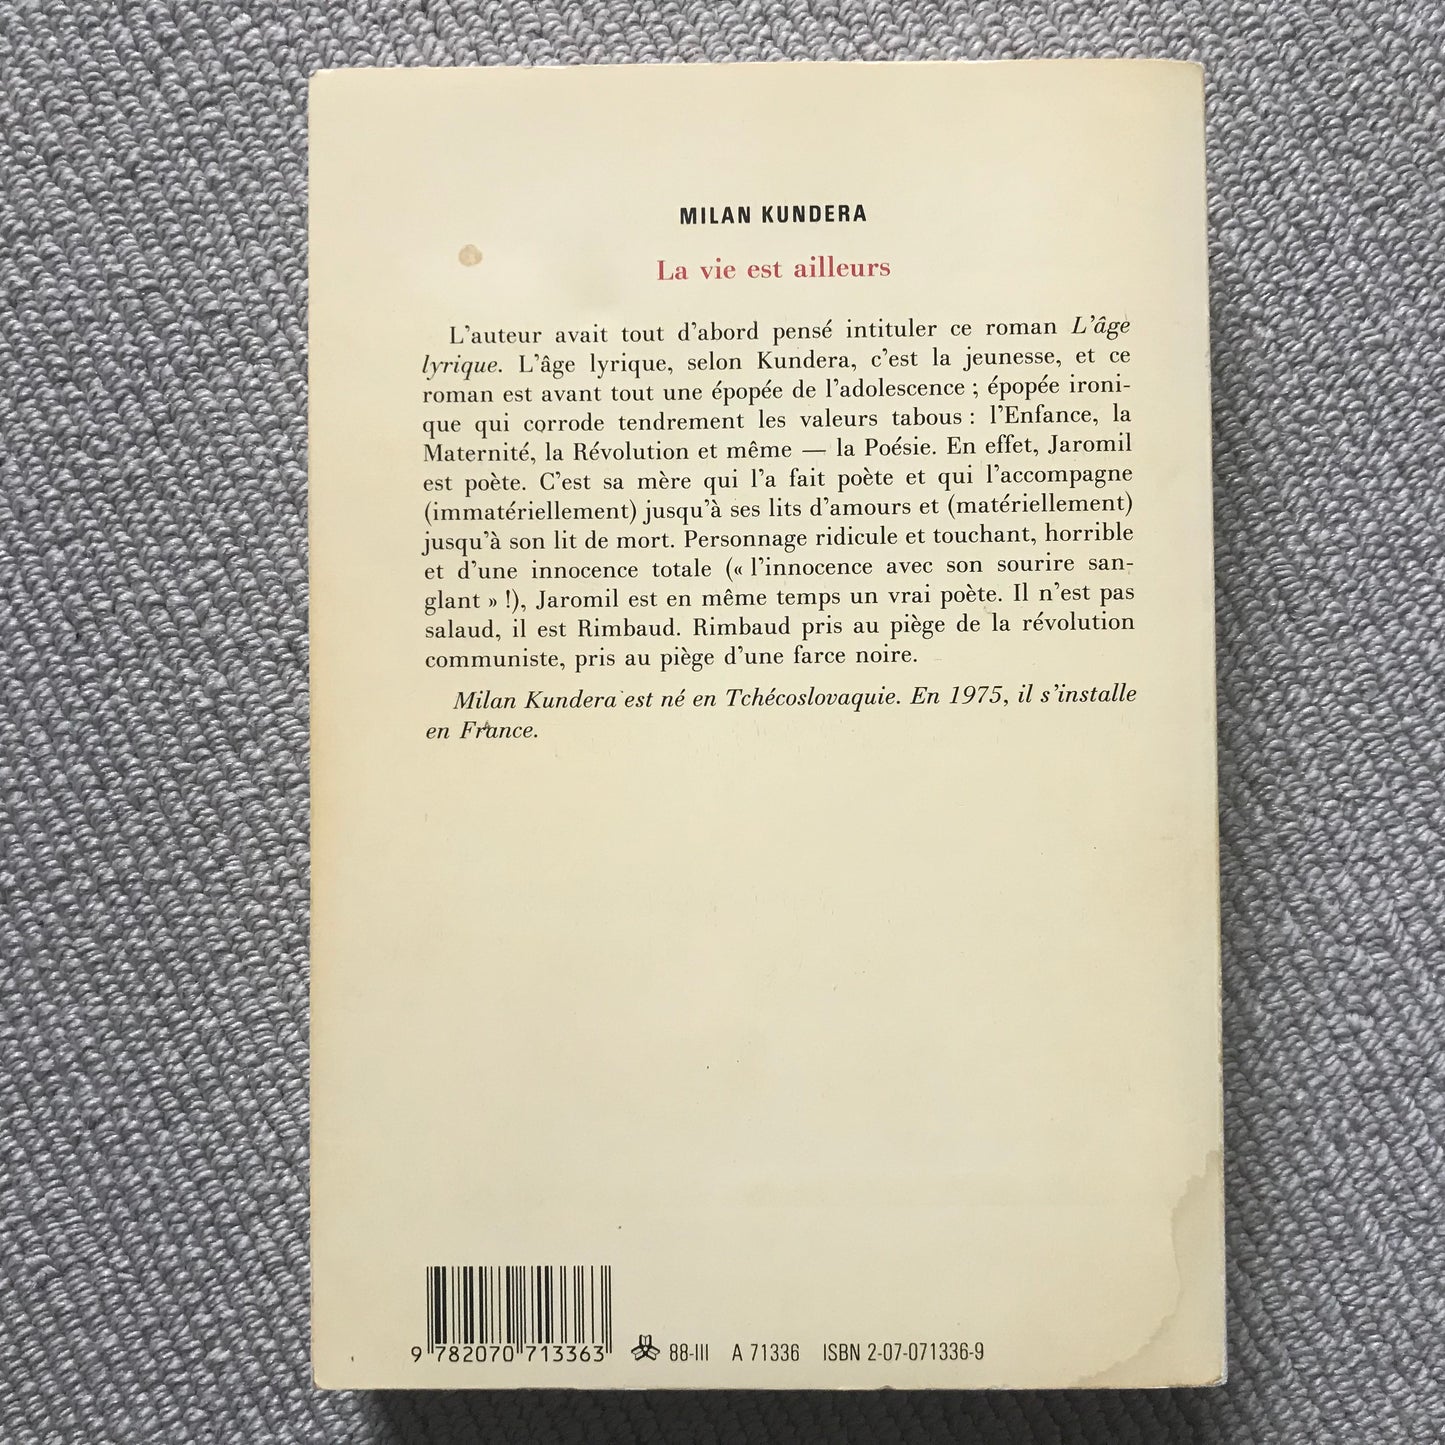 MILAN KUNDERA
La vie est ailleurs
L'auteur avait tout d'abord pensé intituler ce roman L'âge
lyrique. L'âge lyrique, selon Kundera, c'est la jeunesse, et ce
roman est avant tout une épopée de l'adolescence ; épopée ironi-
que qui corrode tendrement les valeurs tabous : l'Enfance, la
Maternité, la Révolution et même — la Poésie. En effet, Jaromil
est poète. C'est sa mère qui l'a fait poète et qui l'accompagne
(immatériellement) jusqu'à ses lits d'amours et (matériellement)
jusqu'à son lit de mort. Personnage ridicule et touchant, horrible
et d'une innocence totale (« l'innocence avec son sourire san-
glant » !), Jaromil est en même temps un vrai poète. Il n'est pas
salaud, il est Rimbaud. Rimbaud pris au piège de la révolution
communiste, pris au piège d'une farce noire.
Milan Kundera est né en Tchécoslovaquie. En 1975, il s'installe
en France.
9 782070 713363 88-III A 71336 ISBN 2-07-071336-9